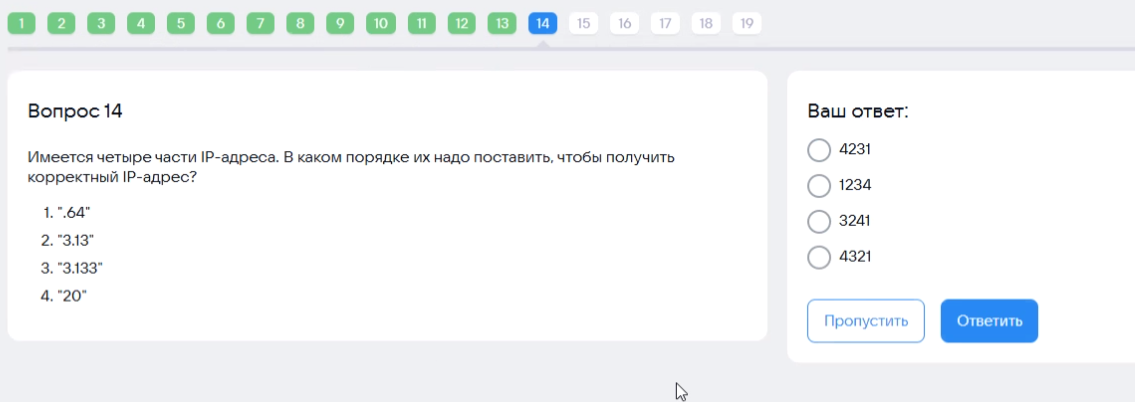 1 2 3 4 5 6 7 8 9 10 11 12 13 14 15 16 17 18 19
Вопрос 14
Имеется четыре части IP-адреса. В каком порядке их надо поставить, чтобы получить
корректный IP-адрес?
1. ".64"
2. "3.13"
3. "3.133"
4. "20"
Ваш ответ:
4231
1234
3241
4321
Пропустить Ответить